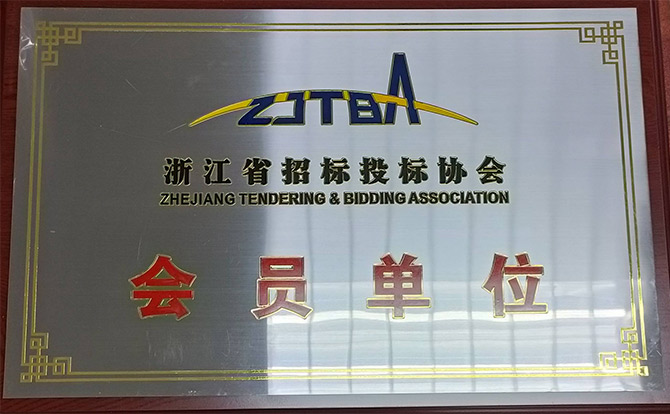 ZJTBA
浙江省招标投标协会
ZHEJIANG TENDERING & BIDDING ASSOCIATION
会员单位